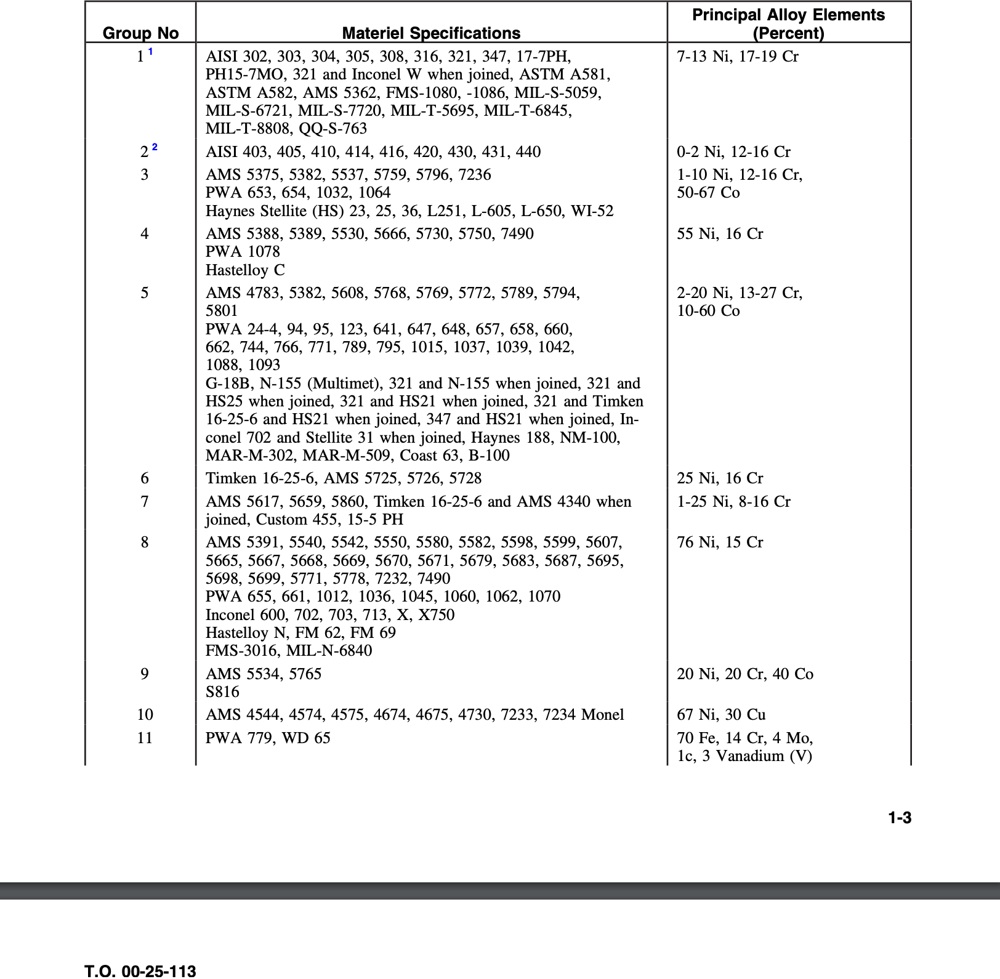 Group No Materiel Specifications Principal Alloy Elements
(Percent)
1 1 AISI 302, 303, 304, 305, 308, 316, 321, 347, 17-7PH, 7-13 Ni, 17-19 Cr
PH15-7MO, 321 and Inconel W when joined, ASTM A581,
ASTM A582, AMS 5362, FMS-1080, -1086, MIL-S-5059,
MIL-S-6721, MIL-S-7720, MIL-T-5695, MIL-T-6845,
MIL-T-8808, QQ-S-763
2 2 AISI 403, 405, 410, 414, 416, 420, 430, 431, 440 0-2 Ni, 12-16 Cr
3 AMS 5375, 5382, 5537, 5759, 5796, 7236 1-10 Ni, 12-16 Cr,
PWA 653, 654, 1032, 1064 50-67 Co
Haynes Stellite (HS) 23, 25, 36, L251, L-605, L-650, WI-52
4 AMS 5388, 5389, 5530, 5666, 5730, 5750, 7490 55 Ni, 16 Cr
PWA 1078
Hastelloy C
5 AMS 4783, 5382, 5608, 5768, 5769, 5772, 5789, 5794, 2-20 Ni, 13-27 Cr,
5801 10-60 Co
PWA 24-4, 94, 95, 123, 641, 647, 648, 657, 658, 660,
662, 744, 766, 771, 789, 795, 1015, 1037, 1039, 1042,
1088, 1093
G-18B, N-155 (Multimet), 321 and N-155 when joined, 321 and
HS25 when joined, 321 and HS21 when joined, 321 and Timken
16-25-6 and HS21 when joined, 347 and HS21 when joined, In-
conel 702 and Stellite 31 when joined, Haynes 188, NM-100,
MAR-M-302, MAR-M-509, Coast 63, B-100
6 Timken 16-25-6, AMS 5725, 5726, 5728 25 Ni, 16 Cr
7 AMS 5617, 5659, 5860, Timken 16-25-6 and AMS 4340 when 1-25 Ni, 8-16 Cr
joined, Custom 455, 15-5 PH
8 AMS 5391, 5540, 5542, 5550, 5580, 5582, 5598, 5599, 5607, 76 Ni, 15 Cr
5665, 5667, 5668, 5669, 5670, 5671, 5679, 5683, 5687, 5695,
5698, 5699, 5771, 5778, 7232, 7490
PWA 655, 661, 1012, 1036, 1045, 1060, 1062, 1070
Inconel 600, 702, 703, 713, X, X750
Hastelloy N, FM 62, FM 69
FMS-3016, MIL-N-6840
9 AMS 5534, 5765 20 Ni, 20 Cr, 40 Co
S816
10 AMS 4544, 4574, 4575, 4674, 4675, 4730, 7233, 7234 Monel 67 Ni, 30 Cu
11 PWA 779, WD 65 70 Fe, 14 Cr, 4 Mo,
1c, 3 Vanadium (V)
1-3
T.O. 00-25-113